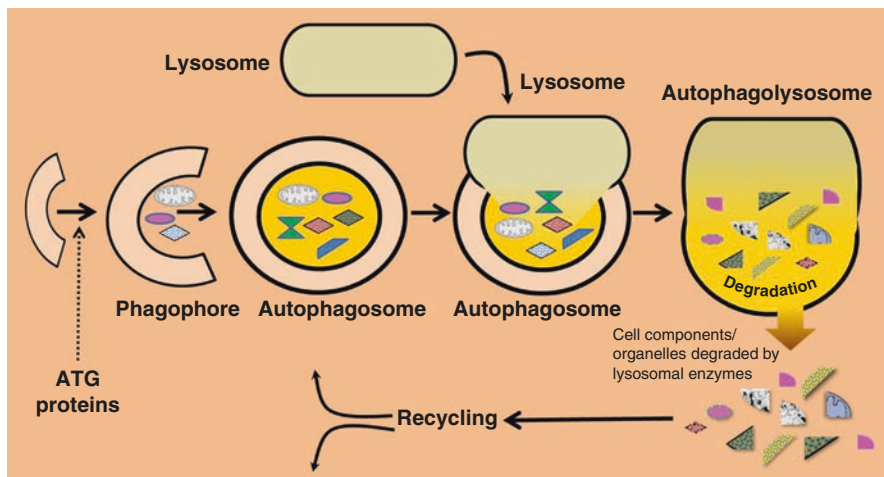 Lysosome
Lysosome
Autophagolysosome
Phagophore
Autophagosome
Autophagosome
Degradation
Cell components/
organelles degraded by
lysosomal enzymes
ATG
proteins
Recycling